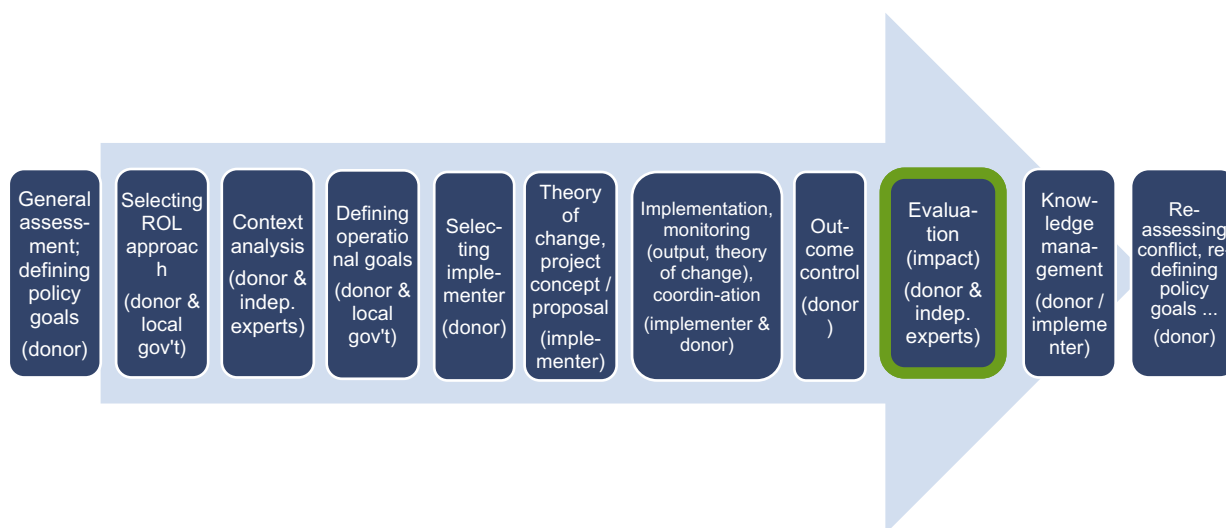 General
assess-
ment;
defining
policy
goals
(donor)
Selecting
ROL
approac
h
(donor &
local
gov't)
Context
analysis
(donor &
indep.
experts)
Defining
operatio
nal goals
(donor &
local
gov't)
Selec-
ting
imple-
menter
(donor)
Theory
of
change,
project
concept /
proposal
(imple-
menter)
Implementation,
monitoring
(output, theory
of change),
coordin-ation
(implementer &
donor)
Out-
come
control
(donor
)
Evalua-
tion
(impact)
(donor &
indep.
experts)
Know-
ledge
mana-
gement
(donor /
impleme
nter)
Re-
assessing
conflict, re-
defining
policy
goals ...
(donor)